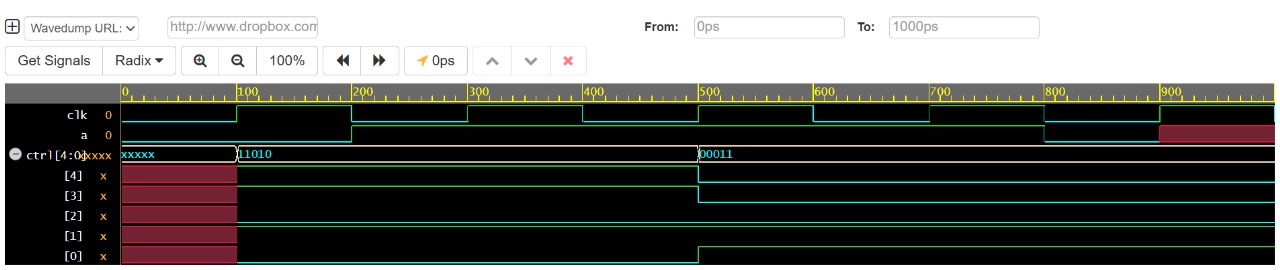 Wavedump URL: http://www.dropbox.com From: 0ps To: 1000ps
Get Signals Radix 100% 0ps
0 100 200 300 400 500 600 700 800 900
clk 0
a 0
ctrl[4:0] xxxxx xxxxx 11010 00011
[4] x
[3] x
[2] x
[1] x
[0] x